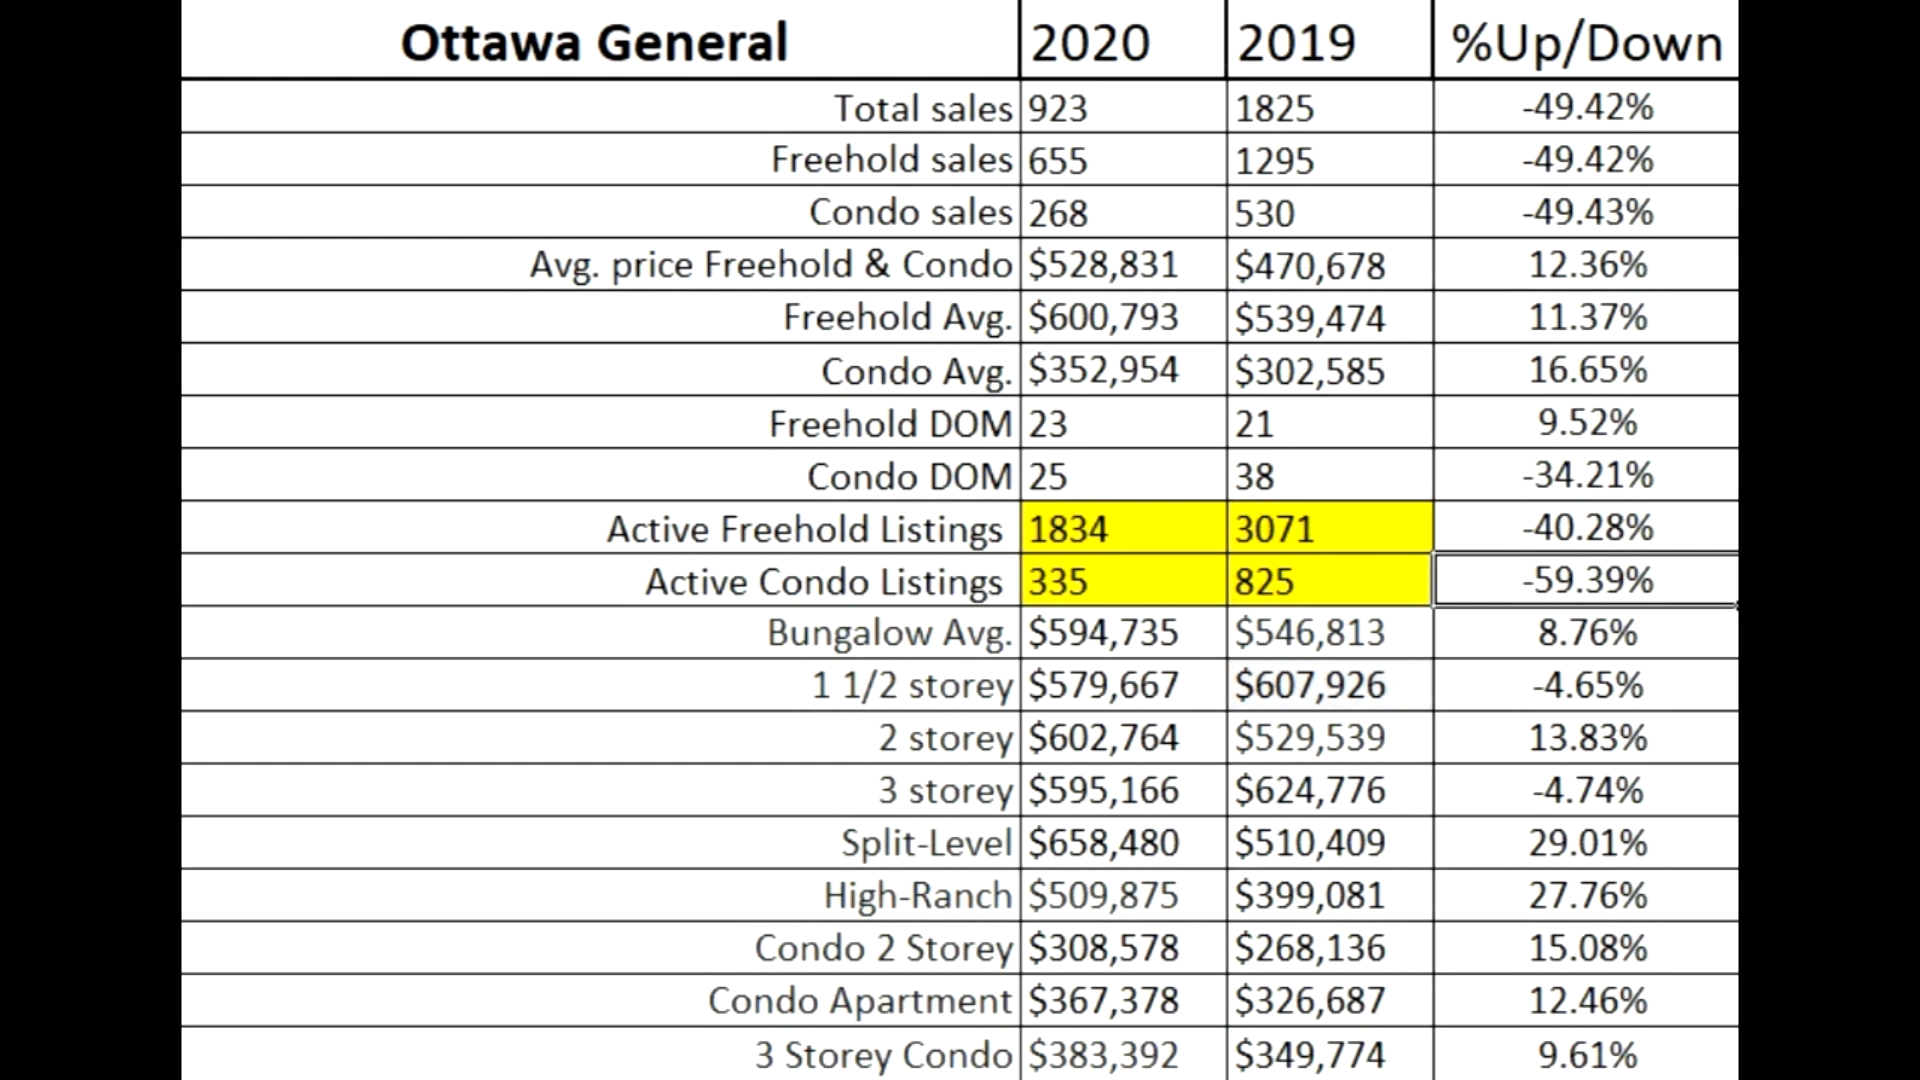 Ottawa General 2020 2019 %Up/Down
Total sales 923 1825 -49.42%
Freehold sales 655 1295 -49.42%
Condo sales 268 530 -49.43%
Avg. price Freehold & Condo $528,831 $470,678 12.36%
Freehold Avg. $600,793 $539,474 11.37%
Condo Avg. $352,954 $302,585 16.65%
Freehold DOM 23 21 9.52%
Condo DOM 25 38 -34.21%
Active Freehold Listings 1834 3071 -40.28%
Active Condo Listings 335 825 -59.39%
Bungalow Avg. $594,735 $546,813 8.76%
1 1/2 storey $579,667 $607,926 -4.65%
2 storey $602,764 $529,539 13.83%
3 storey $595,166 $624,776 -4.74%
Split-Level $658,480 $510,409 29.01%
High-Ranch $509,875 $399,081 27.76%
Condo 2 Storey $308,578 $268,136 15.08%
Condo Apartment $367,378 $326,687 12.46%
3 Storey Condo $383,392 $349,774 9.61%